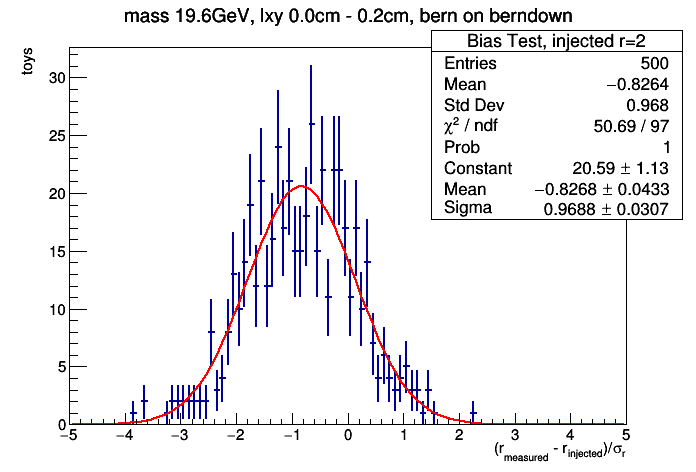 mass 19.6GeV, lxy 0.0cm - 0.2cm, bern on berndown
Bias Test, injected r=2
Entries 500
Mean −0.8264
Std Dev 0.968
χ² / ndf 50.69 / 97
Prob 1
Constant 20.59 ± 1.13
Mean −0.8268 ± 0.0433
Sigma 0.9688 ± 0.0307
toys
30
25
20
15
10
5
0
−5 −4 −3 −2 −1 0 1 2 3 4 5
(r_measured - r_injected)/σ_r